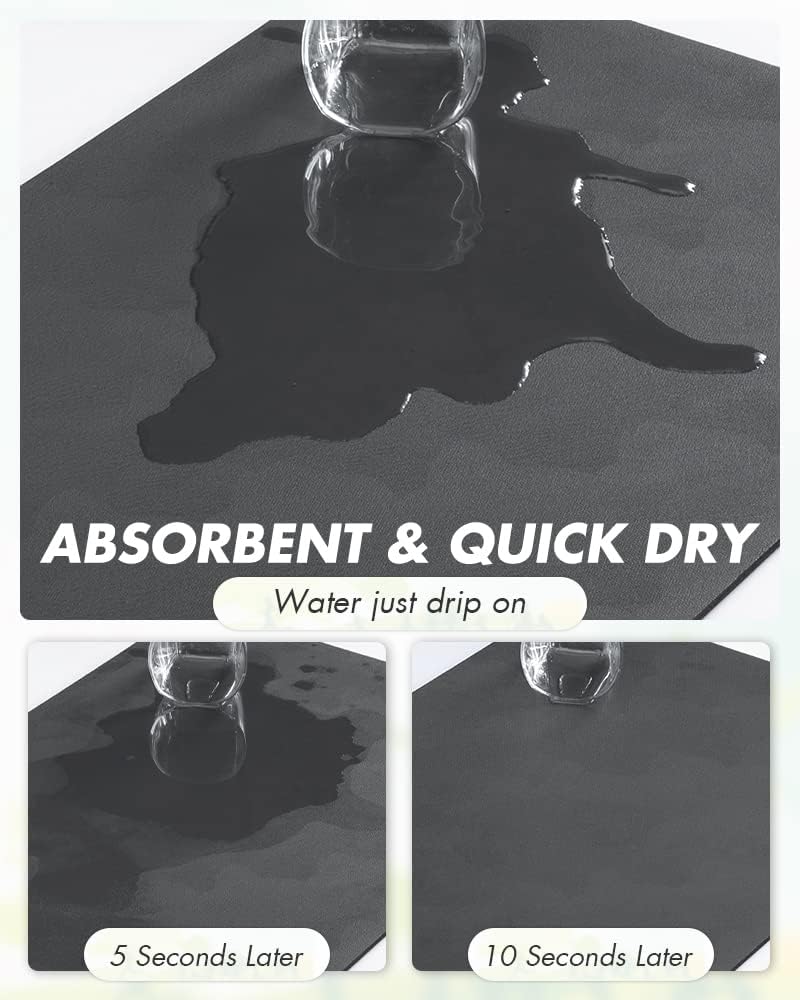 ABSORBENT & QUICK DRY
Water just drip on
5 Seconds Later
10 Seconds Later